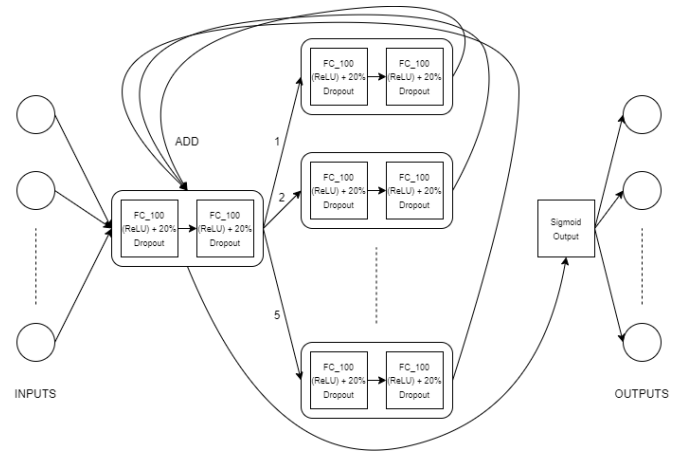 FC_100
(ReLU) + 20%
Dropout
FC_100
(ReLU) + 20%
Dropout
ADD
1
2
5
FC_100
(ReLU) + 20%
Dropout
FC_100
(ReLU) + 20%
Dropout
FC_100
(ReLU) + 20%
Dropout
FC_100
(ReLU) + 20%
Dropout
Sigmoid
Output
FC_100
(ReLU) + 20%
Dropout
FC_100
(ReLU) + 20%
Dropout
INPUTS
OUTPUTS